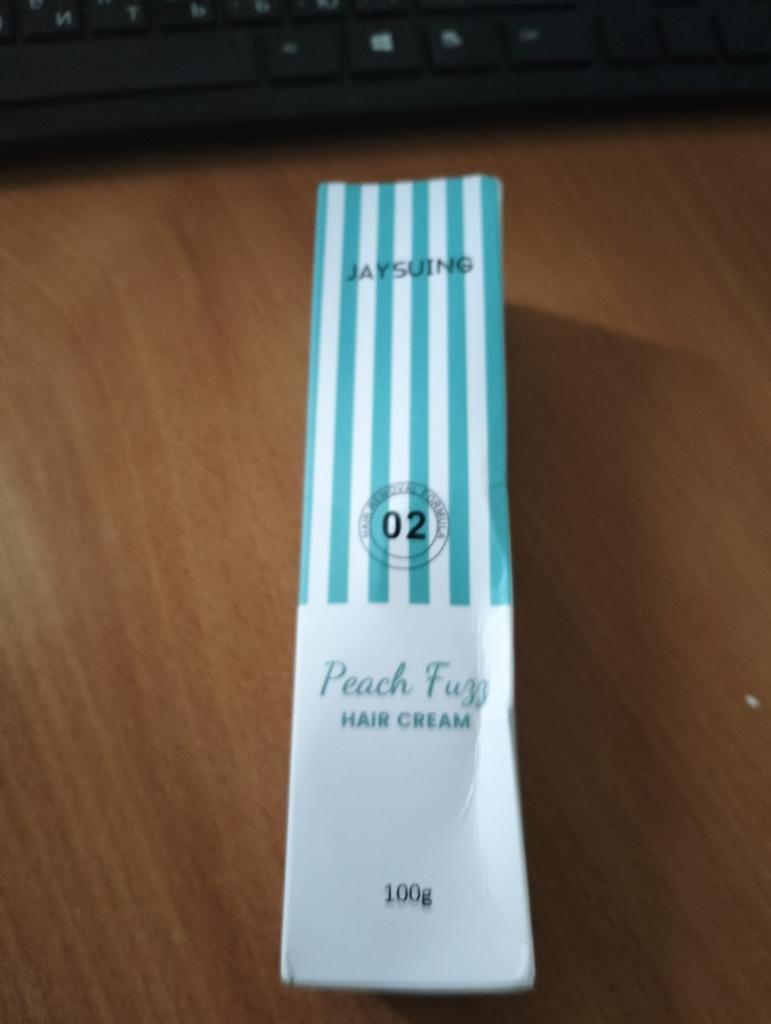 И Т Ь Б
JAYSUING
HAIR REMOVAL FORMULA
02
Peach Fuzz
HAIR CREAM
100g